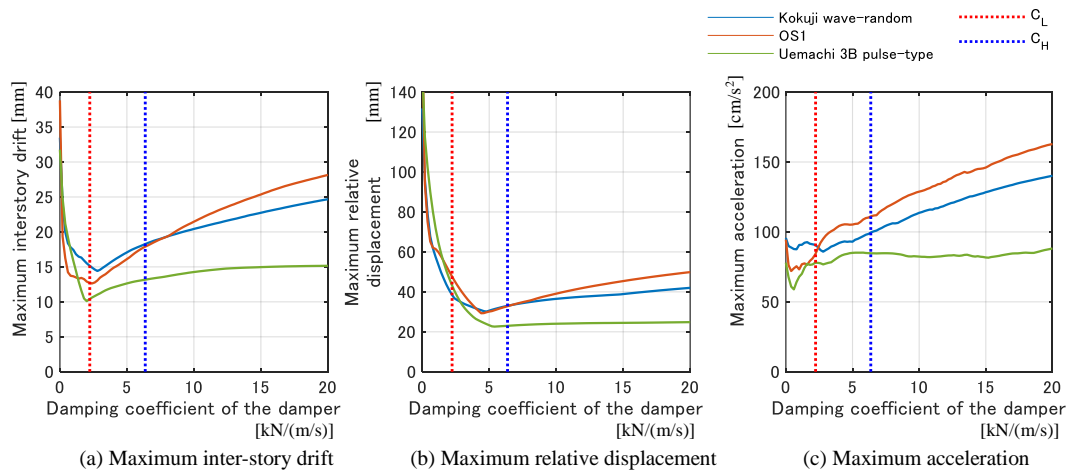 Kokuji wave-random
OS1
Uemachi 3B pulse-type
C_L
C_H
Maximum interstory drift [mm]
40
35
30
25
20
15
10
5
0
0 5 10 15 20
Damping coefficient of the damper
[kN/(m/s)]
(a) Maximum inter-story drift
Maximum relative
displacement [mm]
140
120
100
80
60
40
20
0
0 5 10 15 20
Damping coefficient of the damper
[kN/(m/s)]
(b) Maximum relative displacement
Maximum acceleration [cm/s²]
200
150
100
50
0
0 5 10 15 20
Damping coefficient of the damper
[kN/(m/s)]
(c) Maximum acceleration